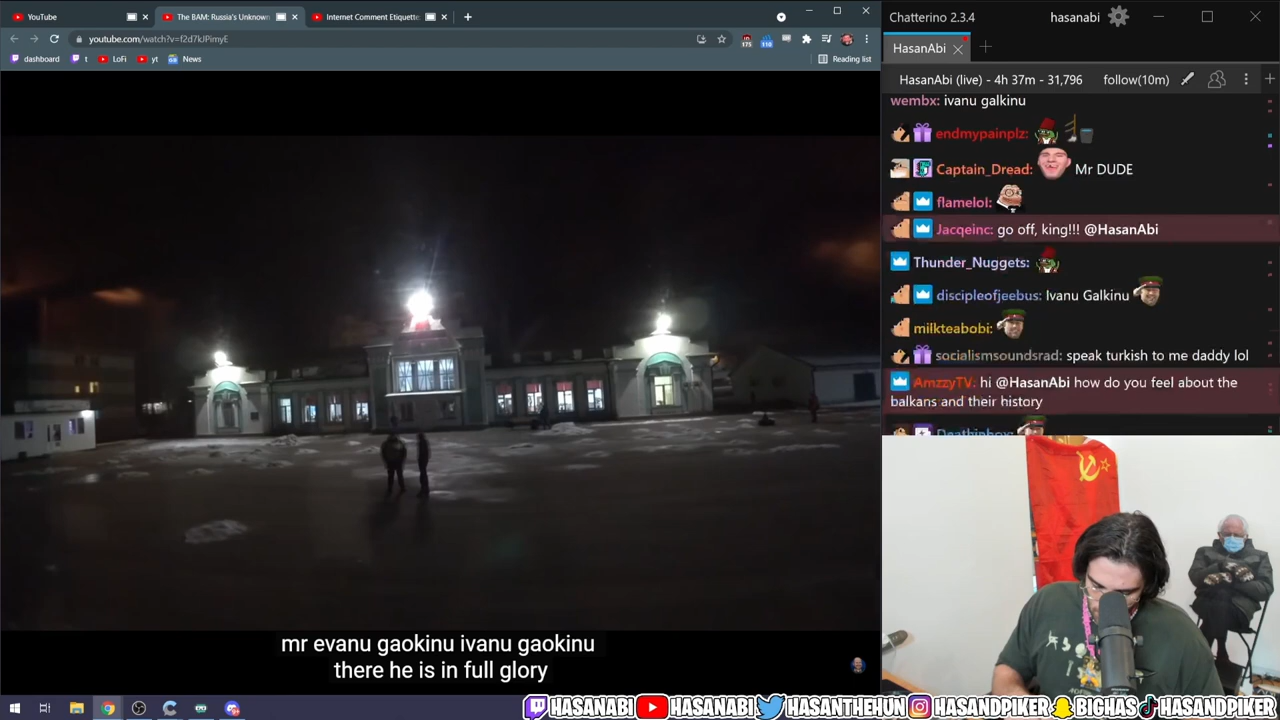 YouTube
The BAM: Russia's Unknown
Internet Comment Etiquette
youtube.com/watch?v=f2d7kJPimyE
dashboard
t
LoFi
yt
News
Reading list
175
110
mr evanu gaokinu ivanu gaokinu
there he is in full glory
Chatterino 2.3.4
hasanabi
HasanAbi
HasanAbi (live) - 4h 37m - 31,796
follow(10m)
wembx: ivanu galkinu
endmypainplz:
Captain_Dread: Mr DUDE
flamelol:
Jacqeinc: go off, king!!! @HasanAbi
Thunder_Nuggets:
discipleofjeebus: Ivanu Galkinu
milkteabobi:
socialismsoundsrad: speak turkish to me daddy lol
AmzzyTV: hi @HasanAbi how do you feel about the
balkans and their history
HASANABI HASANABI HASANTHEHUN HASANDPIKER BIGHAS HASANDPIKER